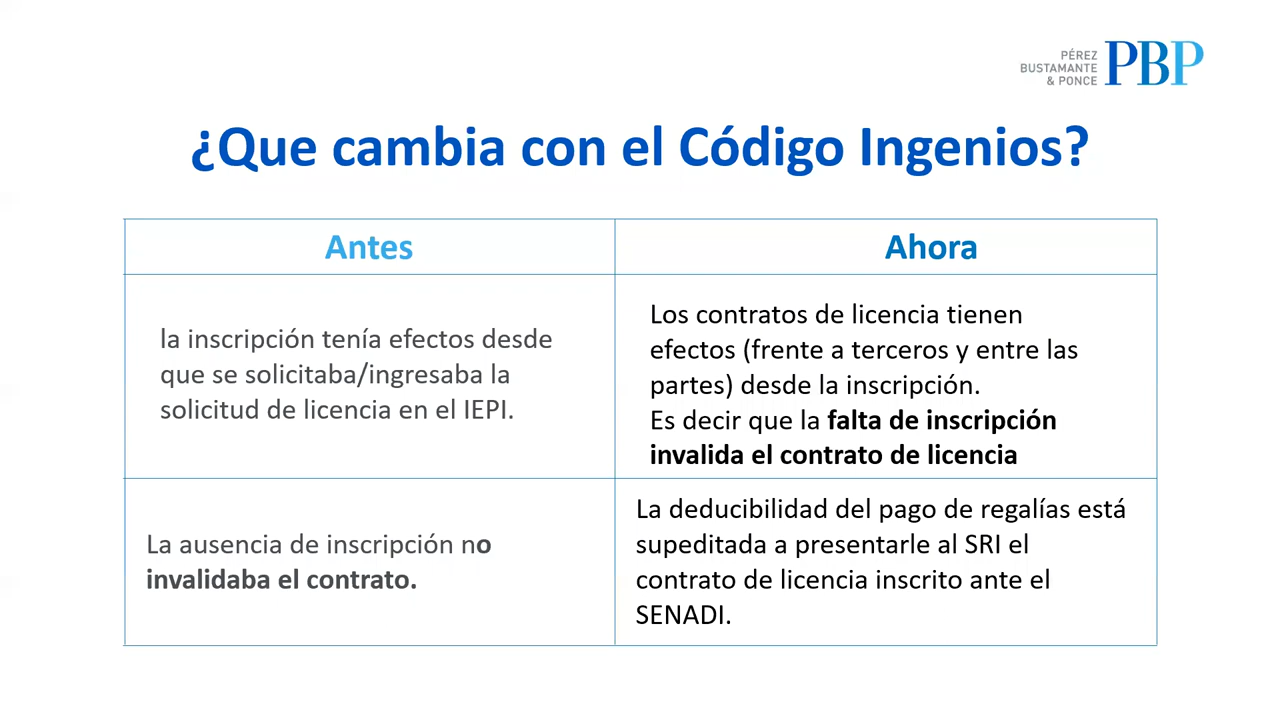 PÉREZ
BUSTAMANTE
& PONCE
PBP
¿Que cambia con el Código Ingenios?
Antes
Ahora
la inscripción tenía efectos desde
que se solicitaba/ingresaba la
solicitud de licencia en el IEPI.
Los contratos de licencia tienen
efectos (frente a terceros y entre las
partes) desde la inscripción.
Es decir que la falta de inscripción
invalida el contrato de licencia
La ausencia de inscripción no
invalidaba el contrato.
La deducibilidad del pago de regalías está
supeditada a presentarle al SRI el
contrato de licencia inscrito ante el
SENADI.